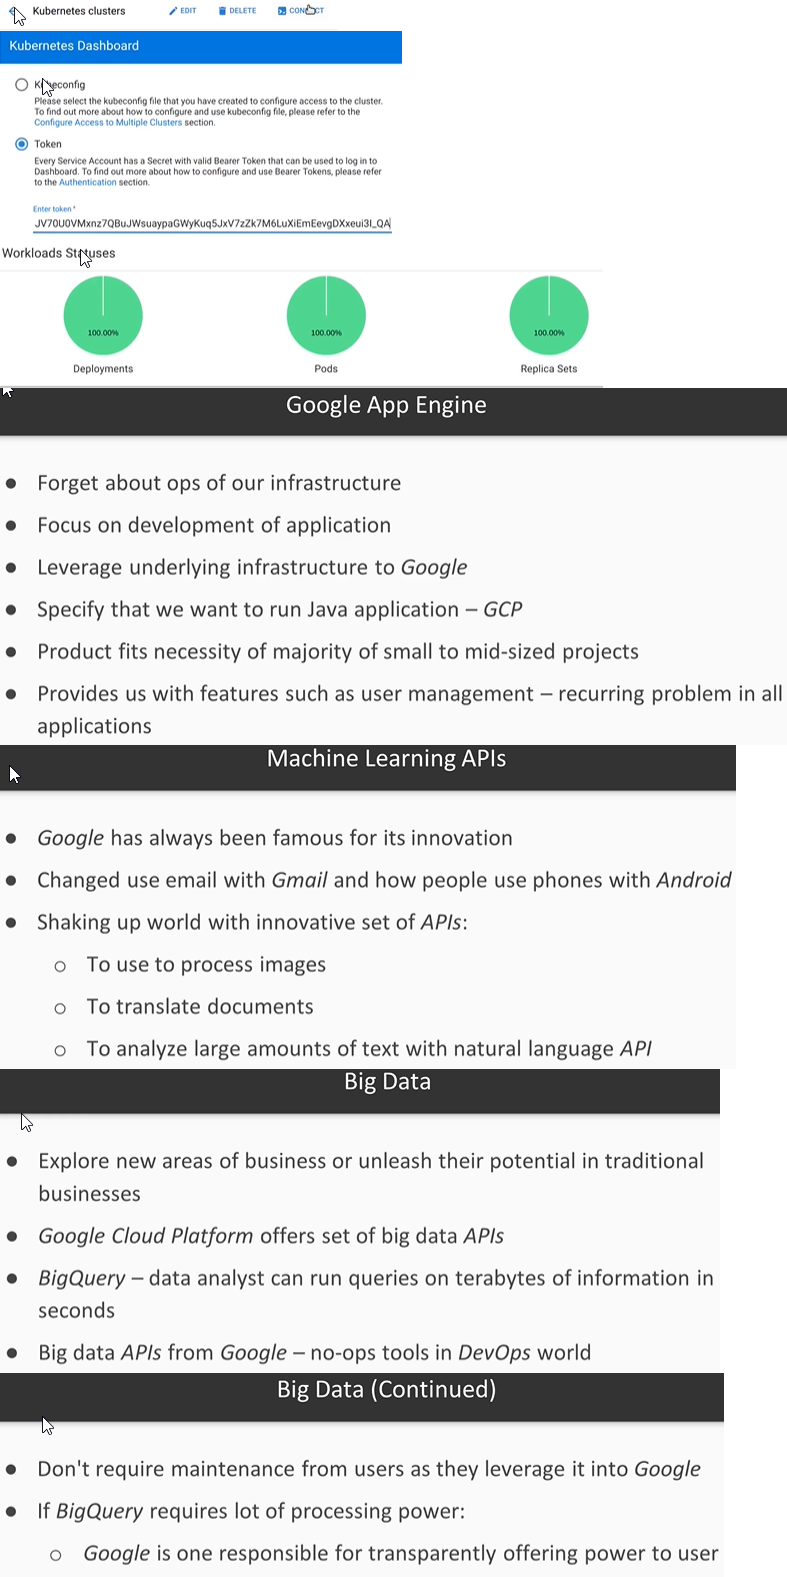 Kubernetes clusters EDIT DELETE CONNECT
Kubernetes Dashboard
Kubeconfig
Please select the kubeconfig file that you have created to configure access to the cluster.
To find out more about how to configure and use kubeconfig file, please refer to the
Configure Access to Multiple Clusters section.
Token
Every Service Account has a Secret with valid Bearer Token that can be used to log in to
Dashboard. To find out more about how to configure and use Bearer Tokens, please refer
to the Authentication section.
Enter token *
Workloads Statuses
100.00% 100.00% 100.00%
Deployments Pods Replica Sets
Google App Engine
● Forget about ops of our infrastructure
● Focus on development of application
● Leverage underlying infrastructure to Google
● Specify that we want to run Java application – GCP
● Product fits necessity of majority of small to mid-sized projects
● Provides us with features such as user management – recurring problem in all
applications
Machine Learning APIs
● Google has always been famous for its innovation
● Changed use email with Gmail and how people use phones with Android
● Shaking up world with innovative set of APIs:
○ To use to process images
○ To translate documents
○ To analyze large amounts of text with natural language API
Big Data
● Explore new areas of business or unleash their potential in traditional
businesses
● Google Cloud Platform offers set of big data APIs
● BigQuery – data analyst can run queries on terabytes of information in
seconds
● Big data APIs from Google – no-ops tools in DevOps world
Big Data (Continued)
● Don't require maintenance from users as they leverage it into Google
● If BigQuery requires lot of processing power:
○ Google is one responsible for transparently offering power to user